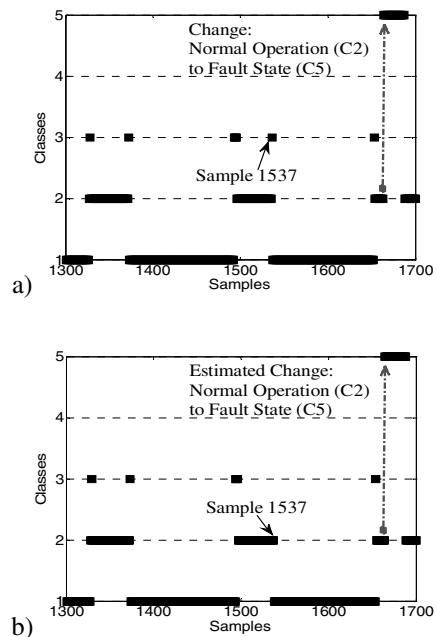 5
Change:
Normal Operation (C2)
to Fault State (C5)
4
Classes
3
Sample 1537
2
1
1300 1400 1500 1600 1700
Samples
a)
5
Estimated Change:
Normal Operation (C2)
to Fault State (C5)
4
Classes
3
Sample 1537
2
1
1300 1400 1500 1600 1700
Samples
b)